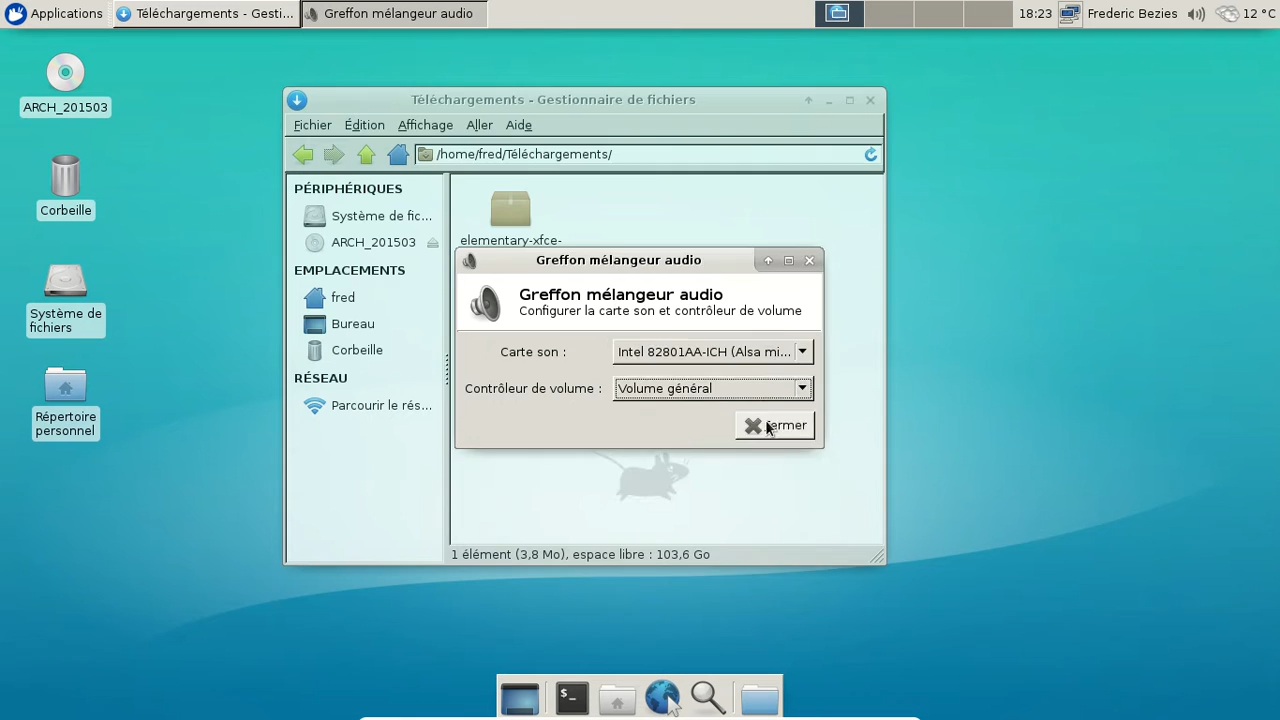 Applications
Téléchargements - Gesti...
Greffon mélangeur audio
18:23
Frederic Bezies
12 °C
ARCH_201503
Corbeille
Système de
fichiers
Répertoire
personnel
Téléchargements - Gestionnaire de fichiers
Fichier Édition Affichage Aller Aide
/home/fred/Téléchargements/
PÉRIPHÉRIQUES
Système de fic...
ARCH_201503
EMPLACEMENTS
fred
Bureau
Corbeille
RÉSEAU
Parcourir le rés...
elementary-xfce-
Greffon mélangeur audio
Greffon mélangeur audio
Configurer la carte son et contrôleur de volume
Carte son : Intel 82801AA-ICH (Alsa mi...
Contrôleur de volume : Volume général
Fermer
1 élément (3,8 Mo), espace libre : 103,6 Go
>_